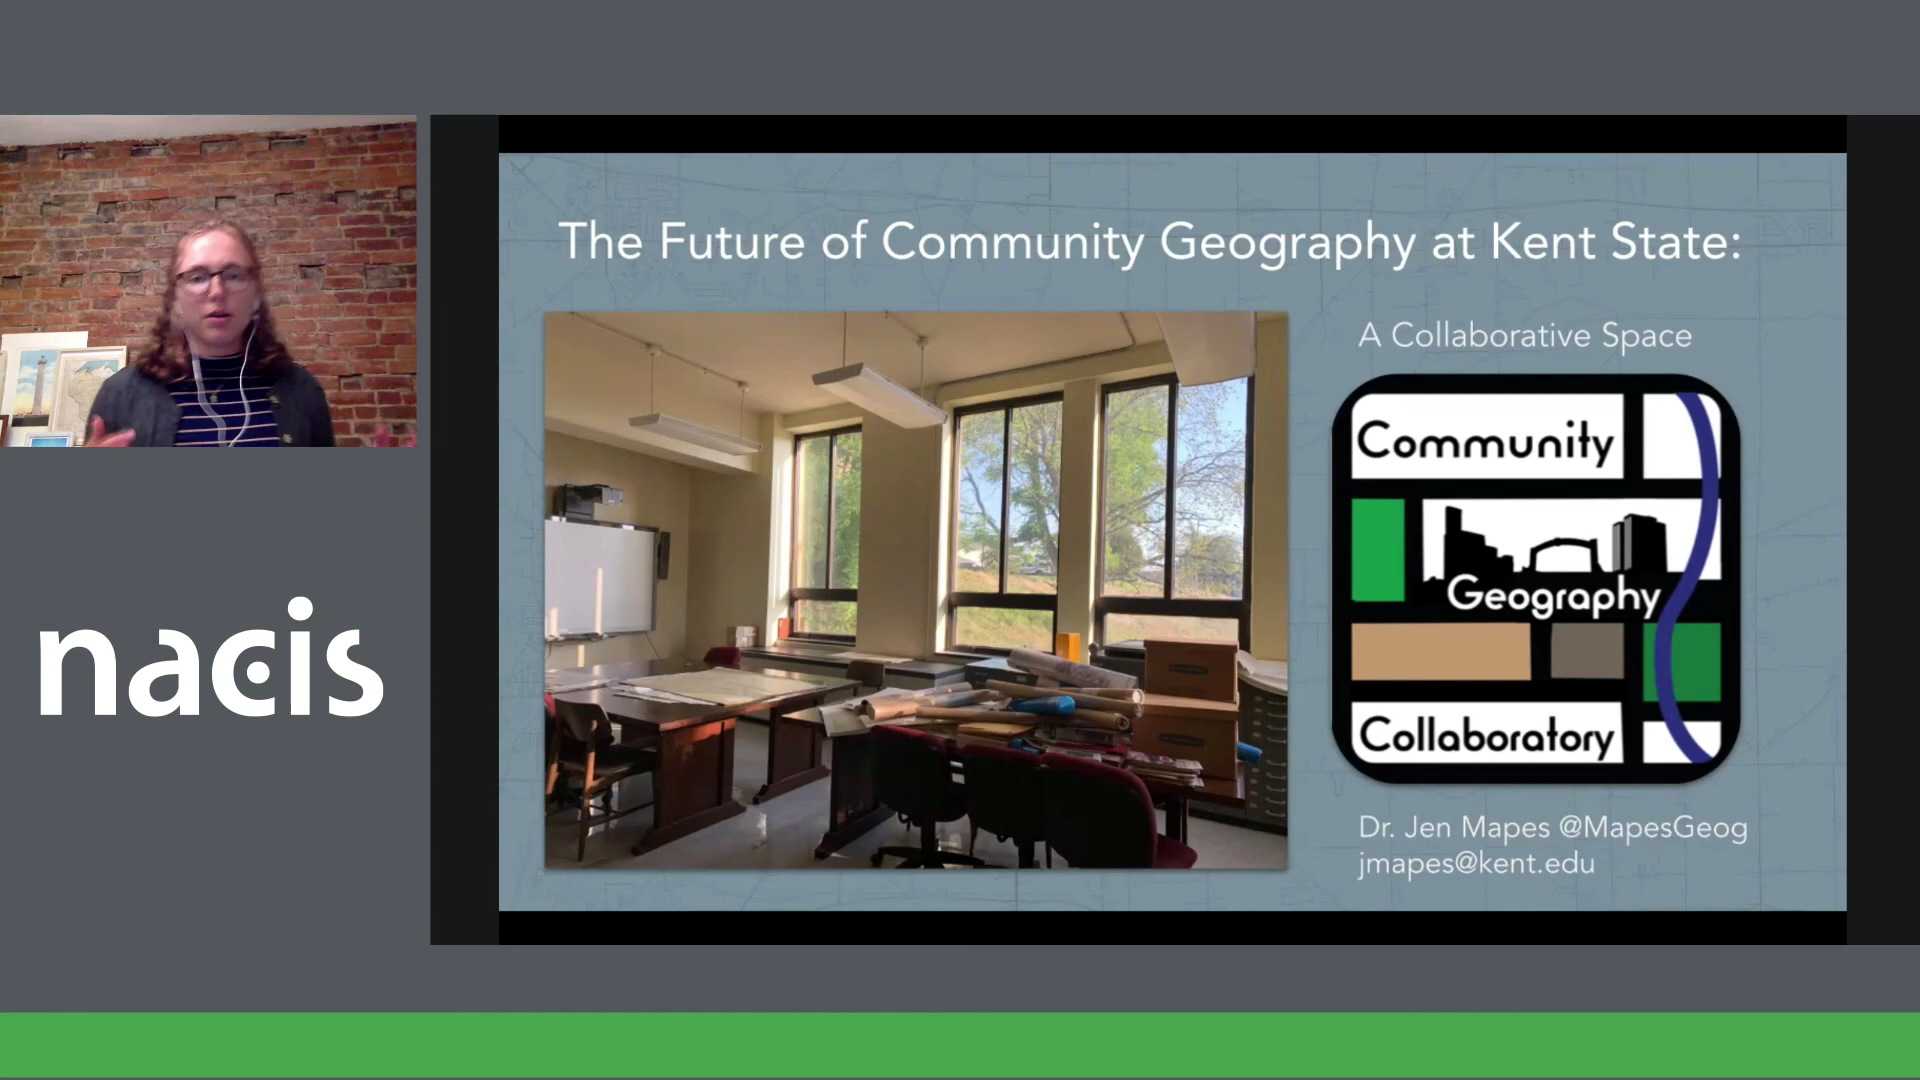 The Future of Community Geography at Kent State:
A Collaborative Space
Community
Geography
Collaboratory
Dr. Jen Mapes @MapesGeog
jmapes@kent.edu
nacis